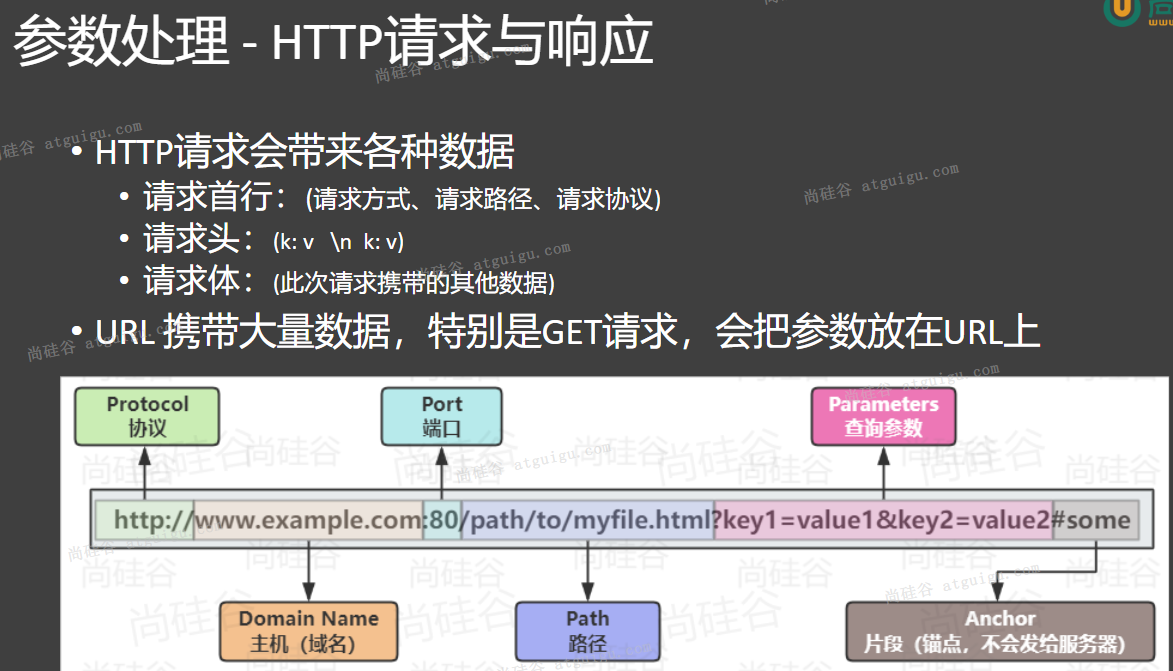 参数处理 - HTTP请求与响应
• HTTP请求会带来各种数据
• 请求首行：(请求方式、请求路径、请求协议)
• 请求头：(k: v \n k: v)
• 请求体：(此次请求携带的其他数据)
• URL 携带大量数据，特别是GET请求，会把参数放在URL上
Protocol
协议
Port
端口
Parameters
查询参数
http://www.example.com:80/path/to/myfile.html?key1=value1&key2=value2#some
Domain Name
主机（域名）
Path
路径
Anchor
片段（锚点，不会发给服务器）
尚硅谷 atguigu.com